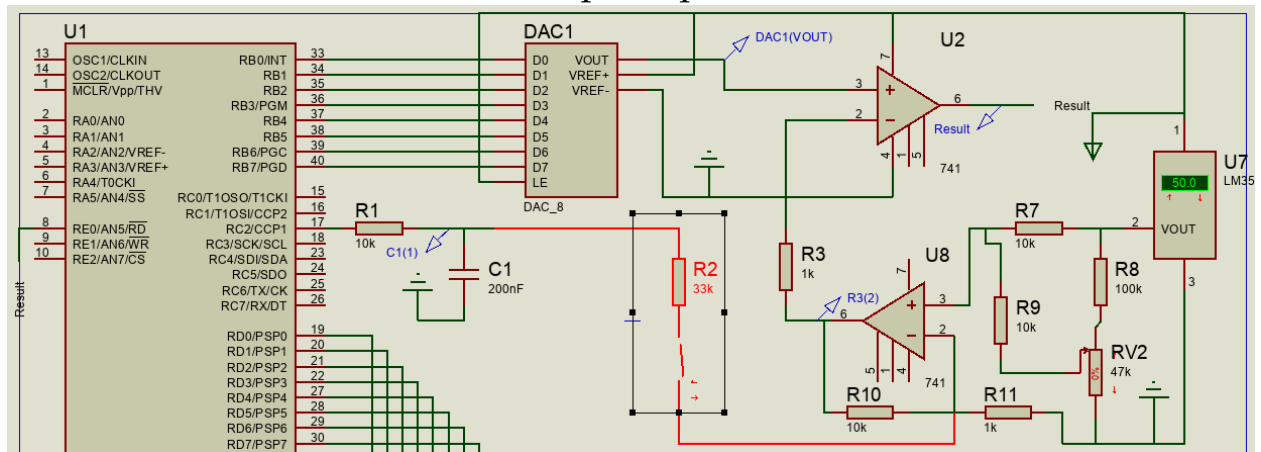 U1
13 OSC1/CLKIN
14 OSC2/CLKOUT
1 MCLR/Vpp/THV
2 RA0/AN0
3 RA1/AN1
4 RA2/AN2/VREF-
5 RA3/AN3/VREF+
6 RA4/T0CKI
7 RA5/AN4/SS
8 RE0/AN5/RD
9 RE1/AN6/WR
10 RE2/AN7/CS
Result
RB0/INT 33
RB1 34
RB2 35
RB3/PGM 36
RB4 37
RB5 38
RB6/PGC 39
RB7/PGD 40
RC0/T1OSO/T1CKI 15
RC1/T1OSI/CCP2 16
RC2/CCP1 17
RC3/SCK/SCL 18
RC4/SDI/SDA 23
RC5/SDO 24
RC6/TX/CK 25
RC7/RX/DT 26
RD0/PSP0 19
RD1/PSP1 20
RD2/PSP2 21
RD3/PSP3 22
RD4/PSP4 27
RD5/PSP5 28
RD6/PSP6 29
RD7/PSP7 30
DAC1
D0 VOUT
D1 VREF+
D2 VREF-
D3
D4
D5
D6
D7
LE
DAC_8
DAC1(VOUT)
R1
10k
C1(1)
C1
200nF
R2
33k
U2
7
3
2
6
4
1
5
741
Result
Result
R3
1k
R3(2)
U8
7
3
2
6
5
1
4
741
R10
10k
R11
1k
R7
10k
R9
10k
R8
100k
RV2
47k
0%
1
U7
LM35
50.0
2 VOUT
3